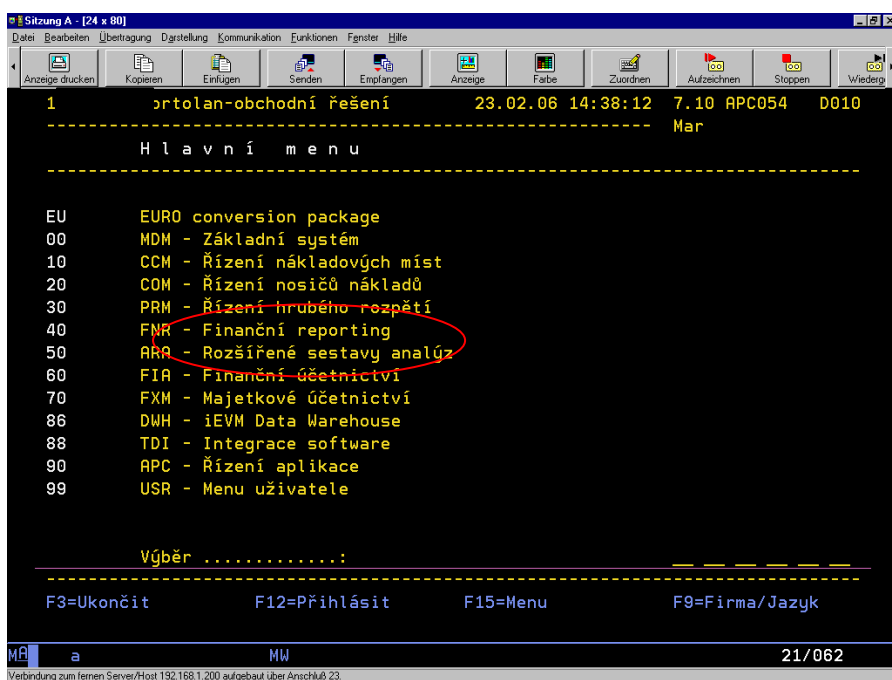 Sitzung A - [24 x 80]
Datei Bearbeiten Übertragung Darstellung Kommunikation Funktionen Fenster Hilfe
Anzeige drucken Kopieren Einfügen Senden Empfangen Anzeige Farbe Zuordnen Aufzeichnen Stoppen Wiederg
1 ortolan-obchodní řešení 23.02.06 14:38:12 7.10 APC054 D010
Mar
H l a v n í m e n u
EU EURO conversion package
00 MDM - Základní systém
10 CCM - Řízení nákladových míst
20 COM - Řízení nosičů nákladů
30 PRM - Řízení hrubého rozpětí
40 FNR - Finanční reporting
50 ARA - Rozšířené sestavy analýz
60 FIA - Finanční účetnictví
70 FXM - Majetkové účetnictví
86 DWH - iEVM Data Warehouse
88 TDI - Integrace software
90 APC - Řízení aplikace
99 USR - Menu uživatele
Výběr .............:
F3=Ukončit F12=Přihlásit F15=Menu F9=Firma/Jazyk
MA a MW 21/062
Verbindung zum fernen Server/Host 192.168.1.200 aufgebaut über Anschluß 23.